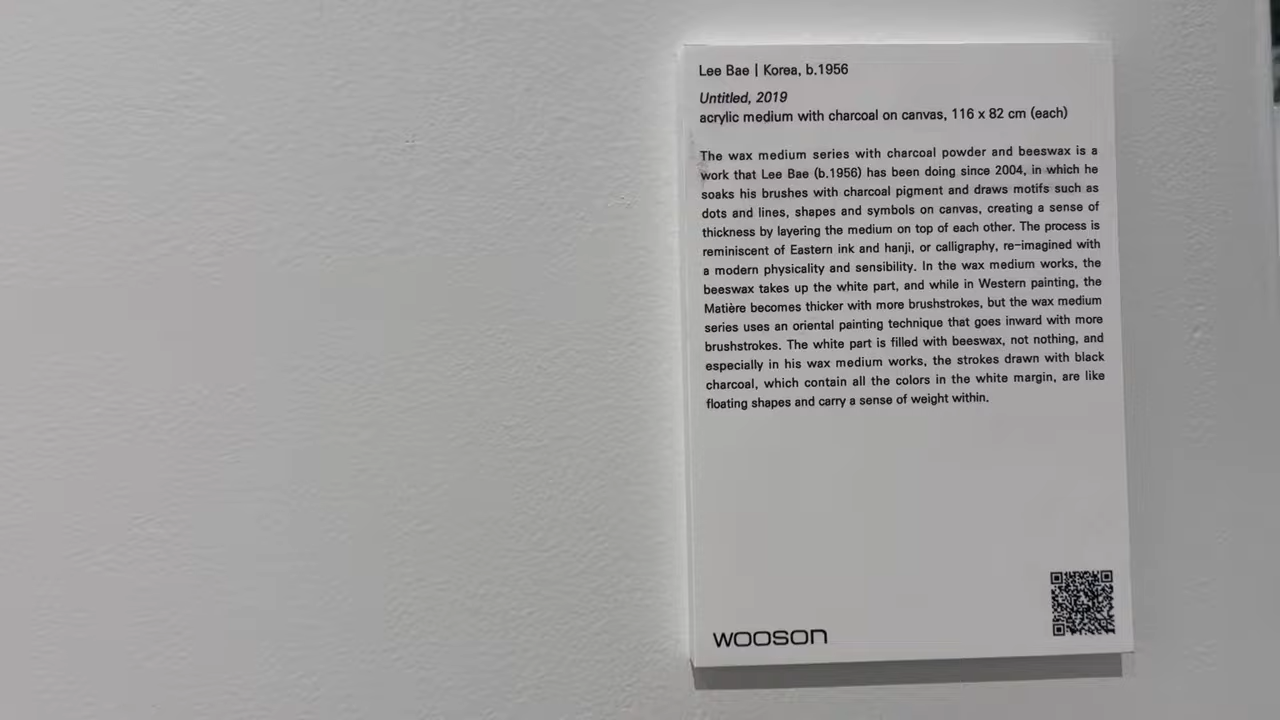 Lee Bae | Korea, b.1956
Untitled, 2019
acrylic medium with charcoal on canvas, 116 x 82 cm (each)
The wax medium series with charcoal powder and beeswax is a
work that Lee Bae (b.1956) has been doing since 2004, in which he
soaks his brushes with charcoal pigment and draws motifs such as
dots and lines, shapes and symbols on canvas, creating a sense of
thickness by layering the medium on top of each other. The process is
reminiscent of Eastern ink and hanji, or calligraphy, re-imagined with
a modern physicality and sensibility. In the wax medium works, the
beeswax takes up the white part, and while in Western painting, the
Matière becomes thicker with more brushstrokes, but the wax medium
series uses an oriental painting technique that goes inward with more
brushstrokes. The white part is filled with beeswax, not nothing, and
especially in his wax medium works, the strokes drawn with black
charcoal, which contain all the colors in the white margin, are like
floating shapes and carry a sense of weight within.
wooson